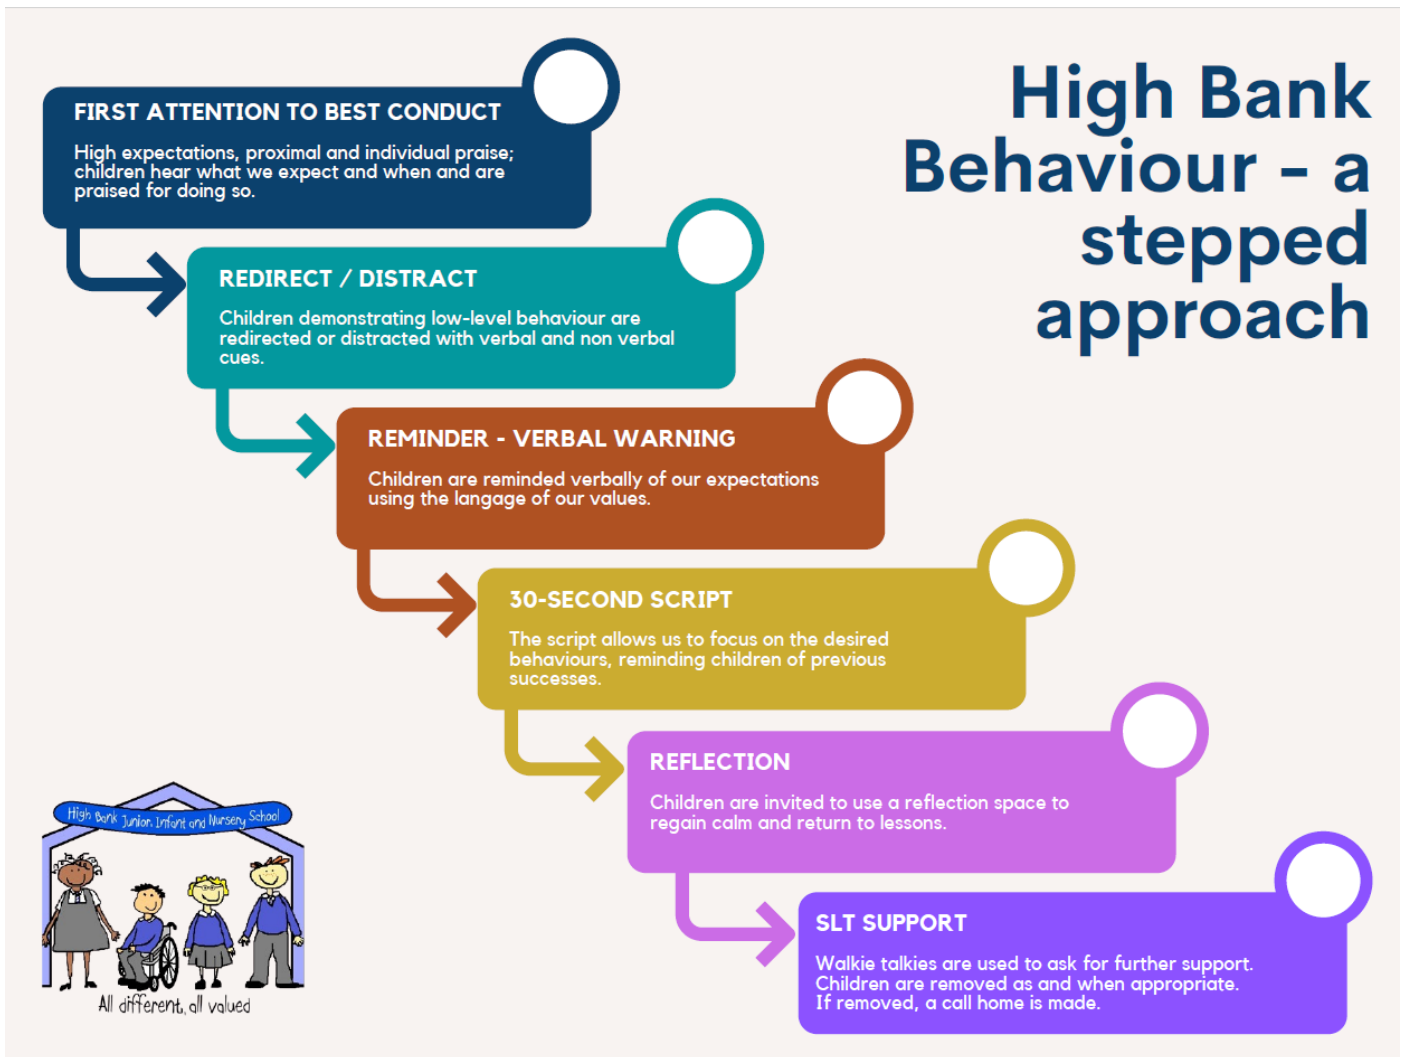 High Bank
Behaviour - a
stepped
approach
FIRST ATTENTION TO BEST CONDUCT
High expectations, proximal and individual praise;
children hear what we expect and when and are
praised for doing so.
REDIRECT / DISTRACT
Children demonstrating low-level behaviour are
redirected or distracted with verbal and non verbal
cues.
REMINDER - VERBAL WARNING
Children are reminded verbally of our expectations
using the langage of our values.
30-SECOND SCRIPT
The script allows us to focus on the desired
behaviours, reminding children of previous
successes.
REFLECTION
Children are invited to use a reflection space to
regain calm and return to lessons.
SLT SUPPORT
Walkie talkies are used to ask for further support.
Children are removed as and when appropriate.
If removed, a call home is made.
High Bank Junior, Infant and Nursery School
All different, all valued